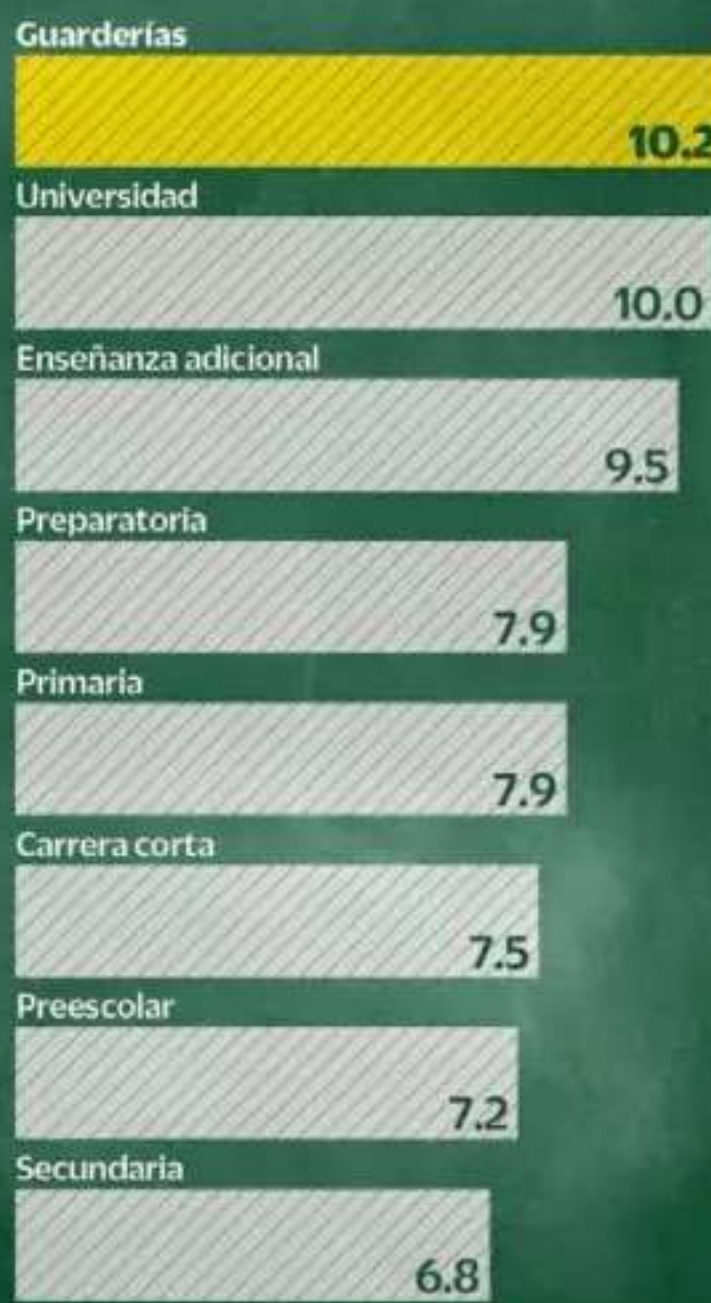 Guarderías
10.2
Universidad
10.0
Enseñanza adicional
9.5
Preparatoria
7.9
Primaria
7.9
Carrera corta
7.5
Preescolar
7.2
Secundaria
6.8